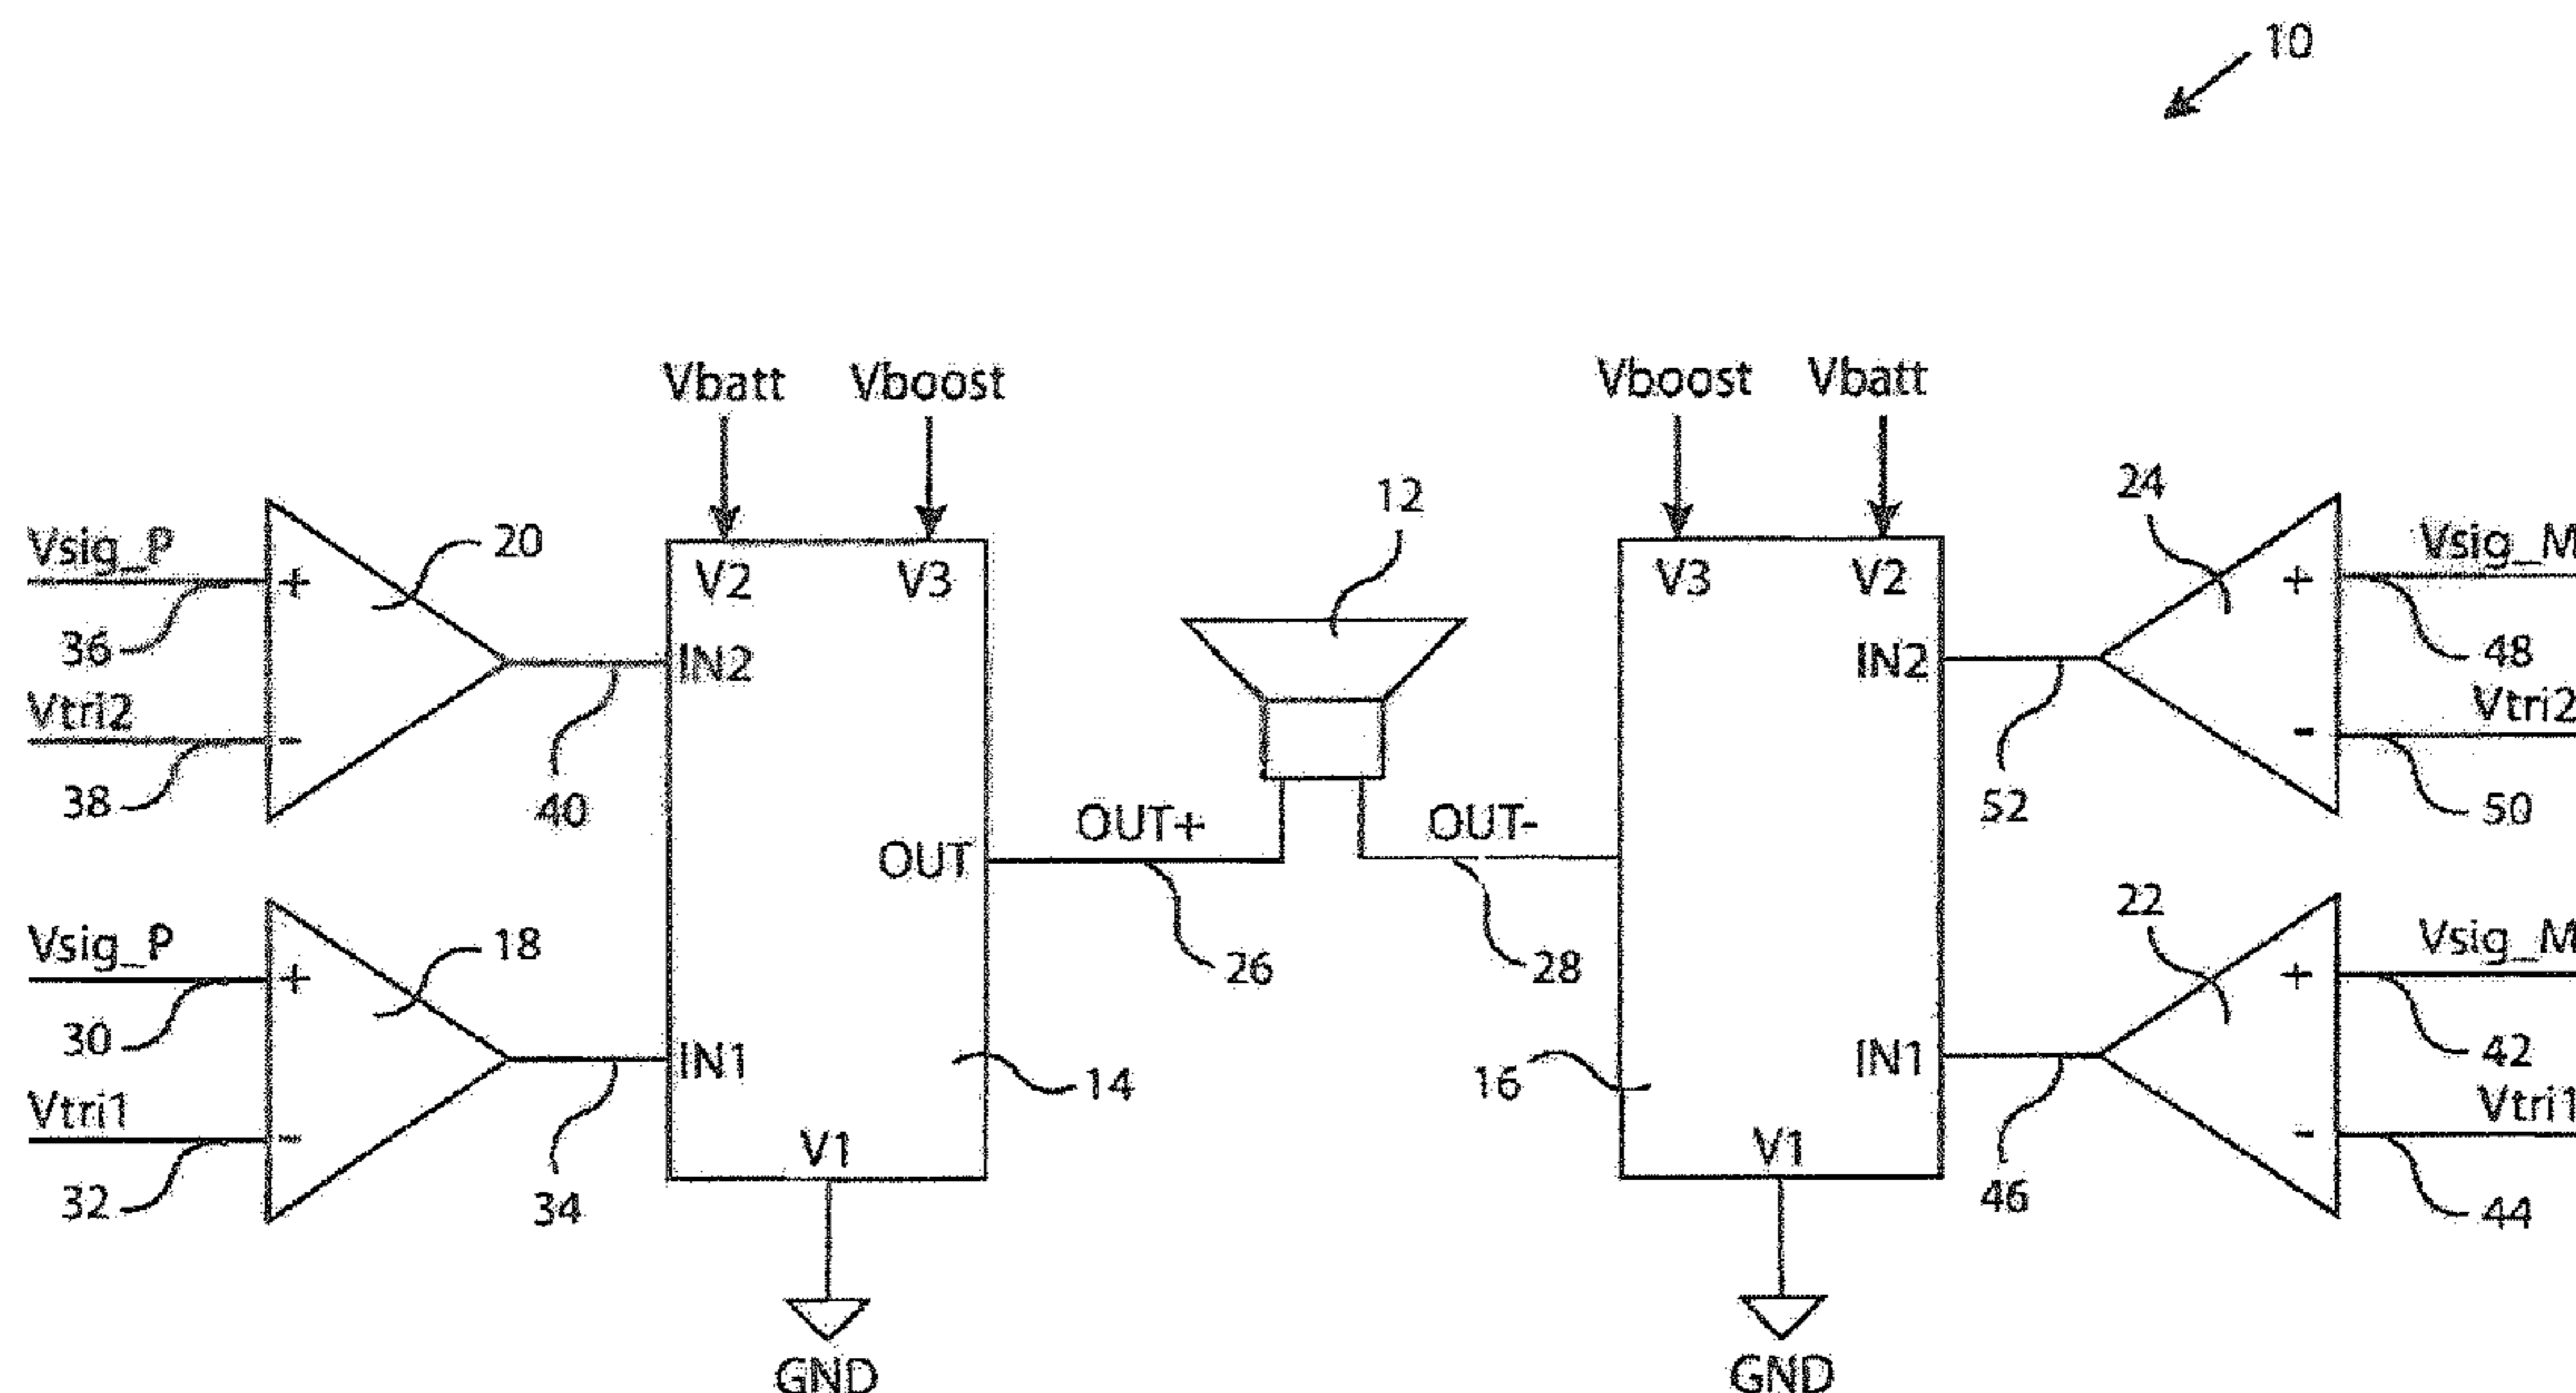 10
Vbatt Vboost Vboost Vbatt
12 24
Vsig_P 20 Vsig_M
+ V2 V3 V3 V2 +
36 IN2 IN2 48
Vtri2 Vtri2
- -
38 40 OUT+ OUT- 52 50
OUT
22
Vsig_P 18 Vsig_M
+ 26 28 +
30 IN1 14 16 IN1 42
Vtri1 Vtri1
- V1 V1 -
32 34 46 44
GND GND